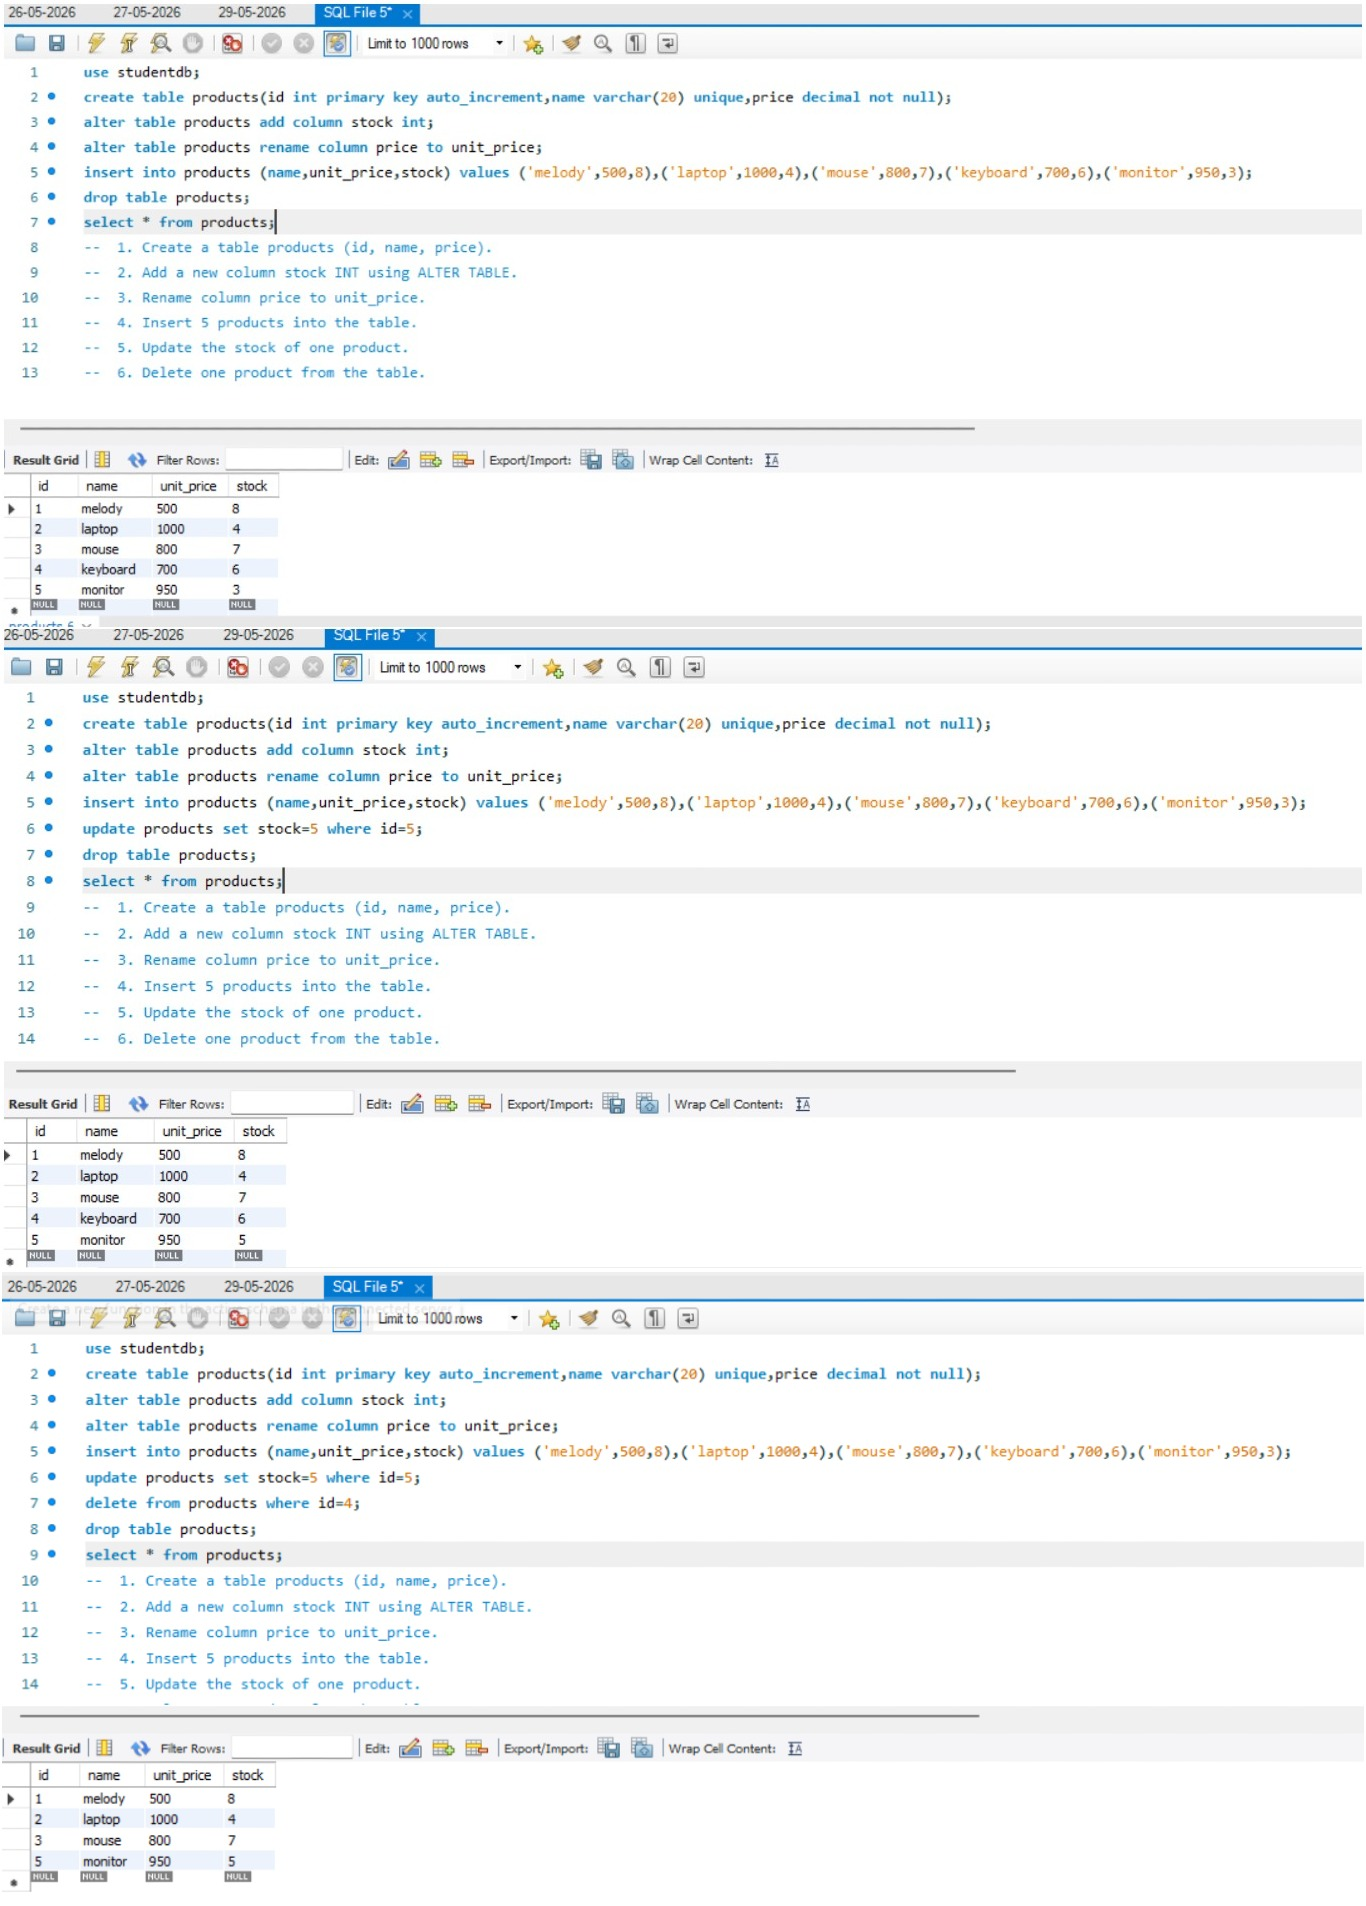 26-05-2026 27-05-2026 29-05-2026 SQL File 5* ×
Limit to 1000 rows
1 use studentdb;
2 create table products(id int primary key auto_increment,name varchar(20) unique,price decimal not null);
3 alter table products add column stock int;
4 alter table products rename column price to unit_price;
5 insert into products (name,unit_price,stock) values ('melody',500,8),('laptop',1000,4),('mouse',800,7),('keyboard',700,6),('monitor',950,3);
6 drop table products;
7 select * from products;
8 -- 1. Create a table products (id, name, price).
9 -- 2. Add a new column stock INT using ALTER TABLE.
10 -- 3. Rename column price to unit_price.
11 -- 4. Insert 5 products into the table.
12 -- 5. Update the stock of one product.
13 -- 6. Delete one product from the table.
Result Grid Filter Rows: Edit: Export/Import: Wrap Cell Content:
id name unit_price stock
1 melody 500 8
2 laptop 1000 4
3 mouse 800 7
4 keyboard 700 6
5 monitor 950 3
NULL NULL NULL NULL
products 6
26-05-2026 27-05-2026 29-05-2026 SQL File 5* ×
Limit to 1000 rows
1 use studentdb;
2 create table products(id int primary key auto_increment,name varchar(20) unique,price decimal not null);
3 alter table products add column stock int;
4 alter table products rename column price to unit_price;
5 insert into products (name,unit_price,stock) values ('melody',500,8),('laptop',1000,4),('mouse',800,7),('keyboard',700,6),('monitor',950,3);
6 update products set stock=5 where id=5;
7 drop table products;
8 select * from products;
9 -- 1. Create a table products (id, name, price).
10 -- 2. Add a new column stock INT using ALTER TABLE.
11 -- 3. Rename column price to unit_price.
12 -- 4. Insert 5 products into the table.
13 -- 5. Update the stock of one product.
14 -- 6. Delete one product from the table.
Result Grid Filter Rows: Edit: Export/Import: Wrap Cell Content:
id name unit_price stock
1 melody 500 8
2 laptop 1000 4
3 mouse 800 7
4 keyboard 700 6
5 monitor 950 5
NULL NULL NULL NULL
26-05-2026 27-05-2026 29-05-2026 SQL File 5* ×
Create a new function in the active schema in the connected server
Limit to 1000 rows
1 use studentdb;
2 create table products(id int primary key auto_increment,name varchar(20) unique,price decimal not null);
3 alter table products add column stock int;
4 alter table products rename column price to unit_price;
5 insert into products (name,unit_price,stock) values ('melody',500,8),('laptop',1000,4),('mouse',800,7),('keyboard',700,6),('monitor',950,3);
6 update products set stock=5 where id=5;
7 delete from products where id=4;
8 drop table products;
9 select * from products;
10 -- 1. Create a table products (id, name, price).
11 -- 2. Add a new column stock INT using ALTER TABLE.
12 -- 3. Rename column price to unit_price.
13 -- 4. Insert 5 products into the table.
14 -- 5. Update the stock of one product.
Result Grid Filter Rows: Edit: Export/Import: Wrap Cell Content:
id name unit_price stock
1 melody 500 8
2 laptop 1000 4
3 mouse 800 7
5 monitor 950 5
NULL NULL NULL NULL